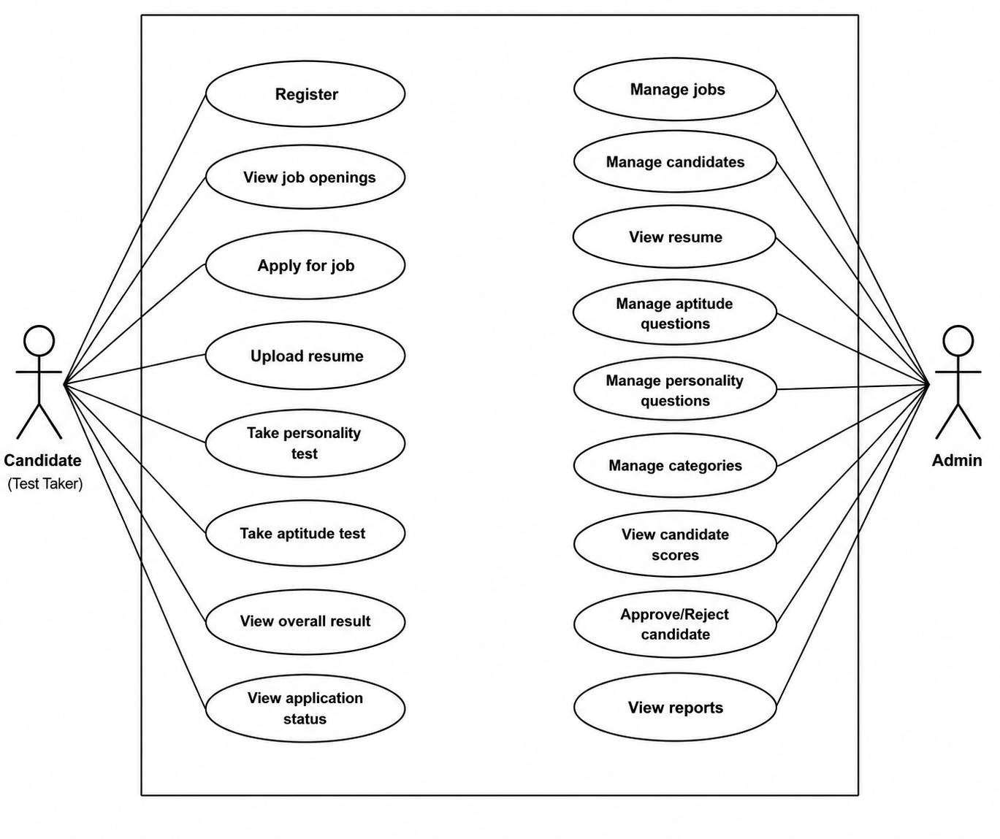 Register
View job openings
Apply for job
Upload resume
Take personality
test
Take aptitude test
View overall result
View application
status
Manage jobs
Manage candidates
View resume
Manage aptitude
questions
Manage personality
questions
Manage categories
View candidate
scores
Approve/Reject
candidate
View reports
Candidate
(Test Taker)
Admin